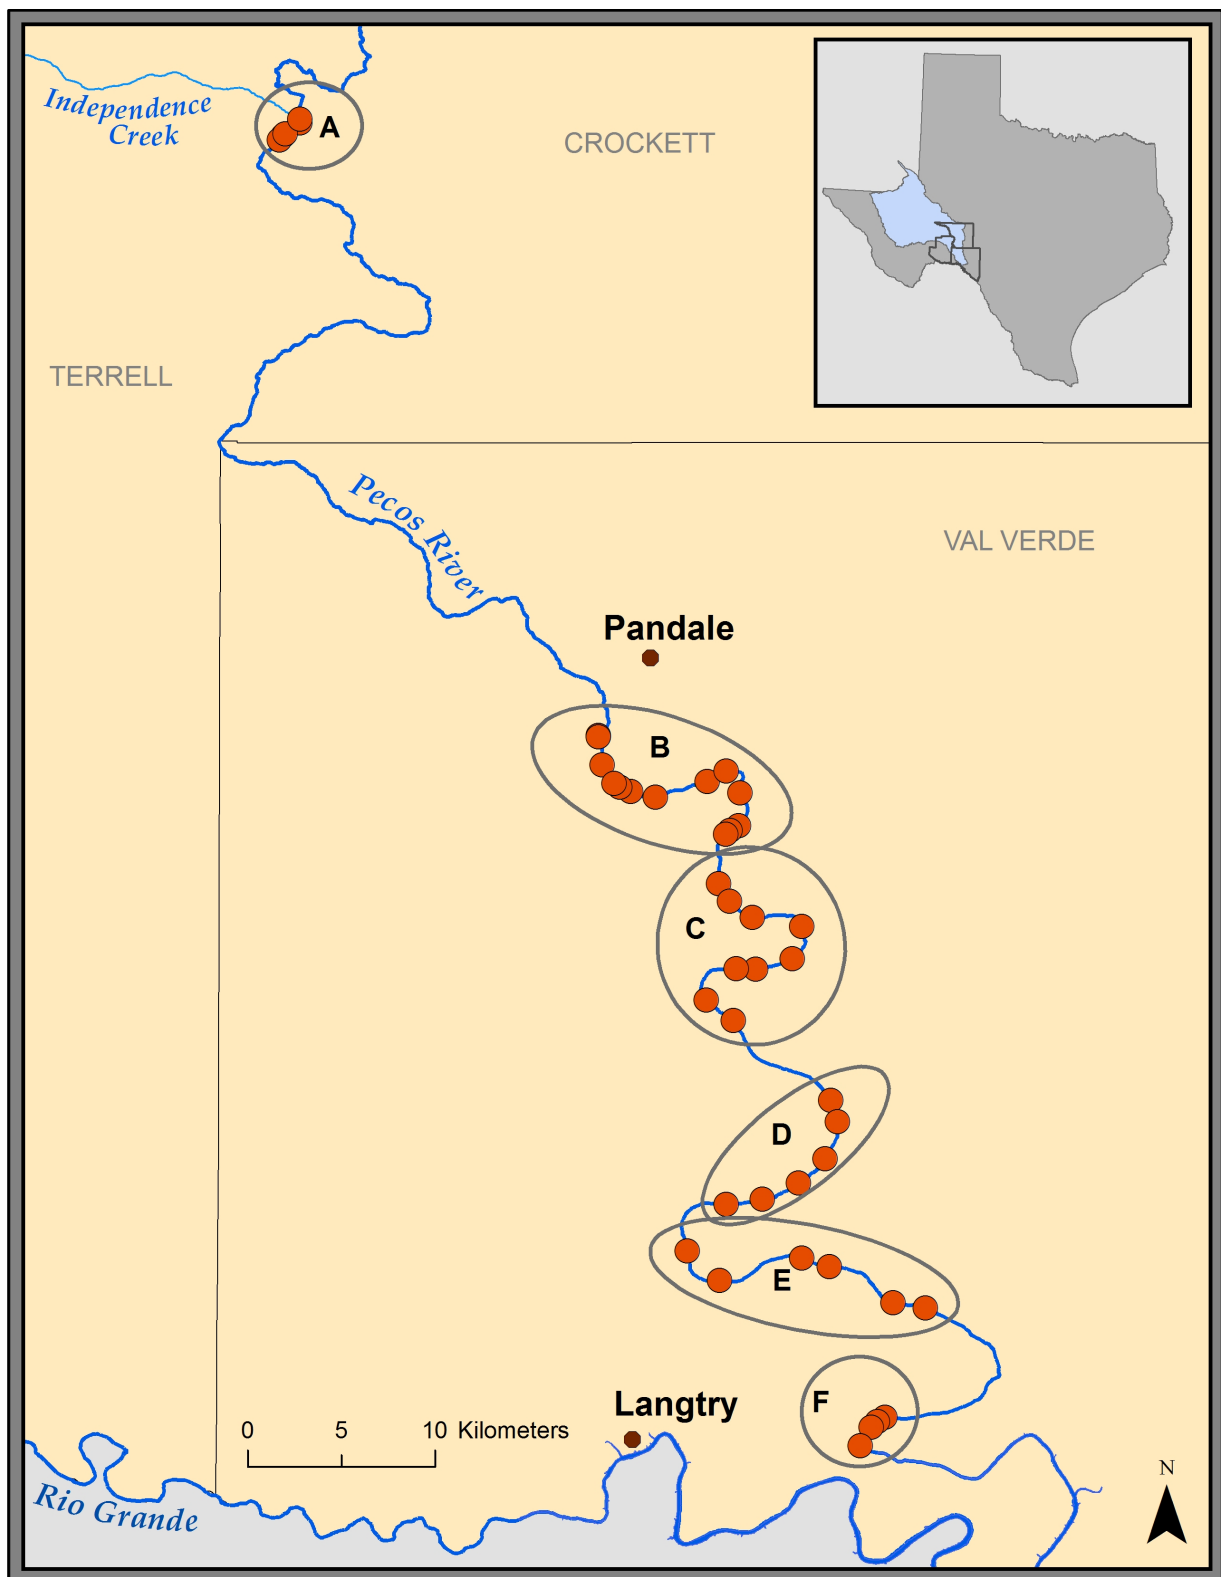 Independence
Creek
A
CROCKETT
TERRELL
Pecos River
VAL VERDE
Pandale
B
C
D
E
F
Langtry
0 5 10 Kilometers
Rio Grande
N